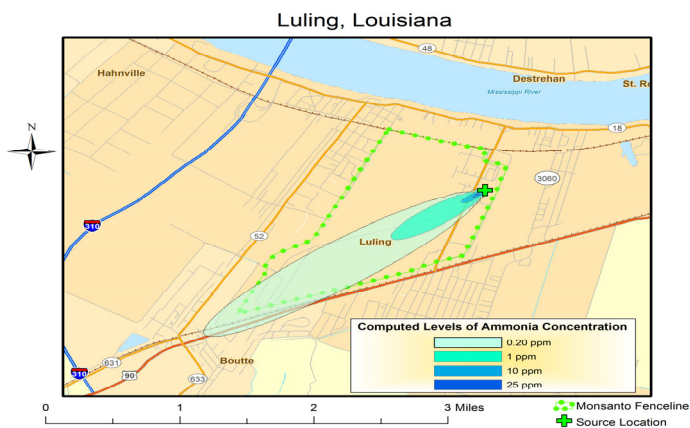 Luling, Louisiana
48
Hahnville
Destrehan
St. Ro
Mississippi River
18
N
3060
310
52
Luling
Computed Levels of Ammonia Concentration
0.20 ppm
1 ppm
10 ppm
25 ppm
Boutte
631
90
310
633
0 1 2 3 Miles
Monsanto Fenceline
Source Location